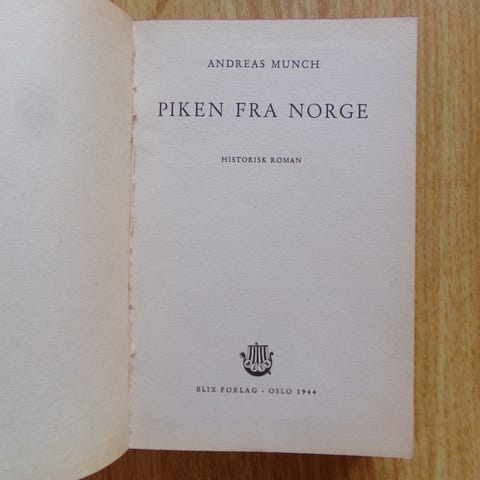 ANDREAS MUNCH
PIKEN FRA NORGE
HISTORISK ROMAN
BLIX FORLAG - OSLO 1944